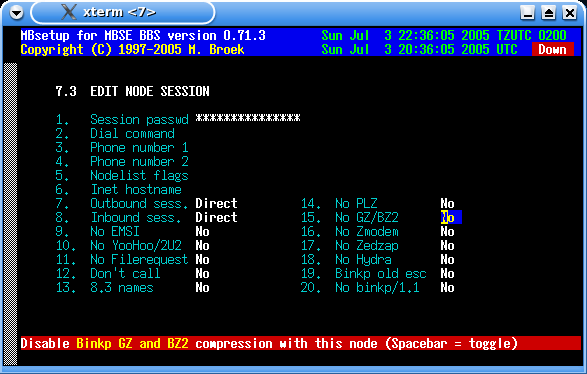 xterm <7>
MBsetup for MBSE BBS version 0.71.3 Sun Jul 3 22:36:05 2005 TZUTC 0200
Copyright (C) 1997-2005 M. Broek Sun Jul 3 20:36:05 2005 UTC Down
7.3 EDIT NODE SESSION
1. Session passwd ***************
2. Dial command
3. Phone number 1
4. Phone number 2
5. Nodelist flags
6. Inet hostname
7. Outbound sess. Direct 14. No PLZ No
8. Inbound sess. Direct 15. No GZ/BZ2 No
9. No EMSI No 16. No Zmodem No
10. No YooHoo/2U2 No 17. No Zedzap No
11. No Filerequest No 18. No Hydra No
12. Don't call No 19. Binkp old esc No
13. 8.3 names No 20. No binkp/1.1 No
Disable Binkp GZ and BZ2 compression with this node (Spacebar = toggle)